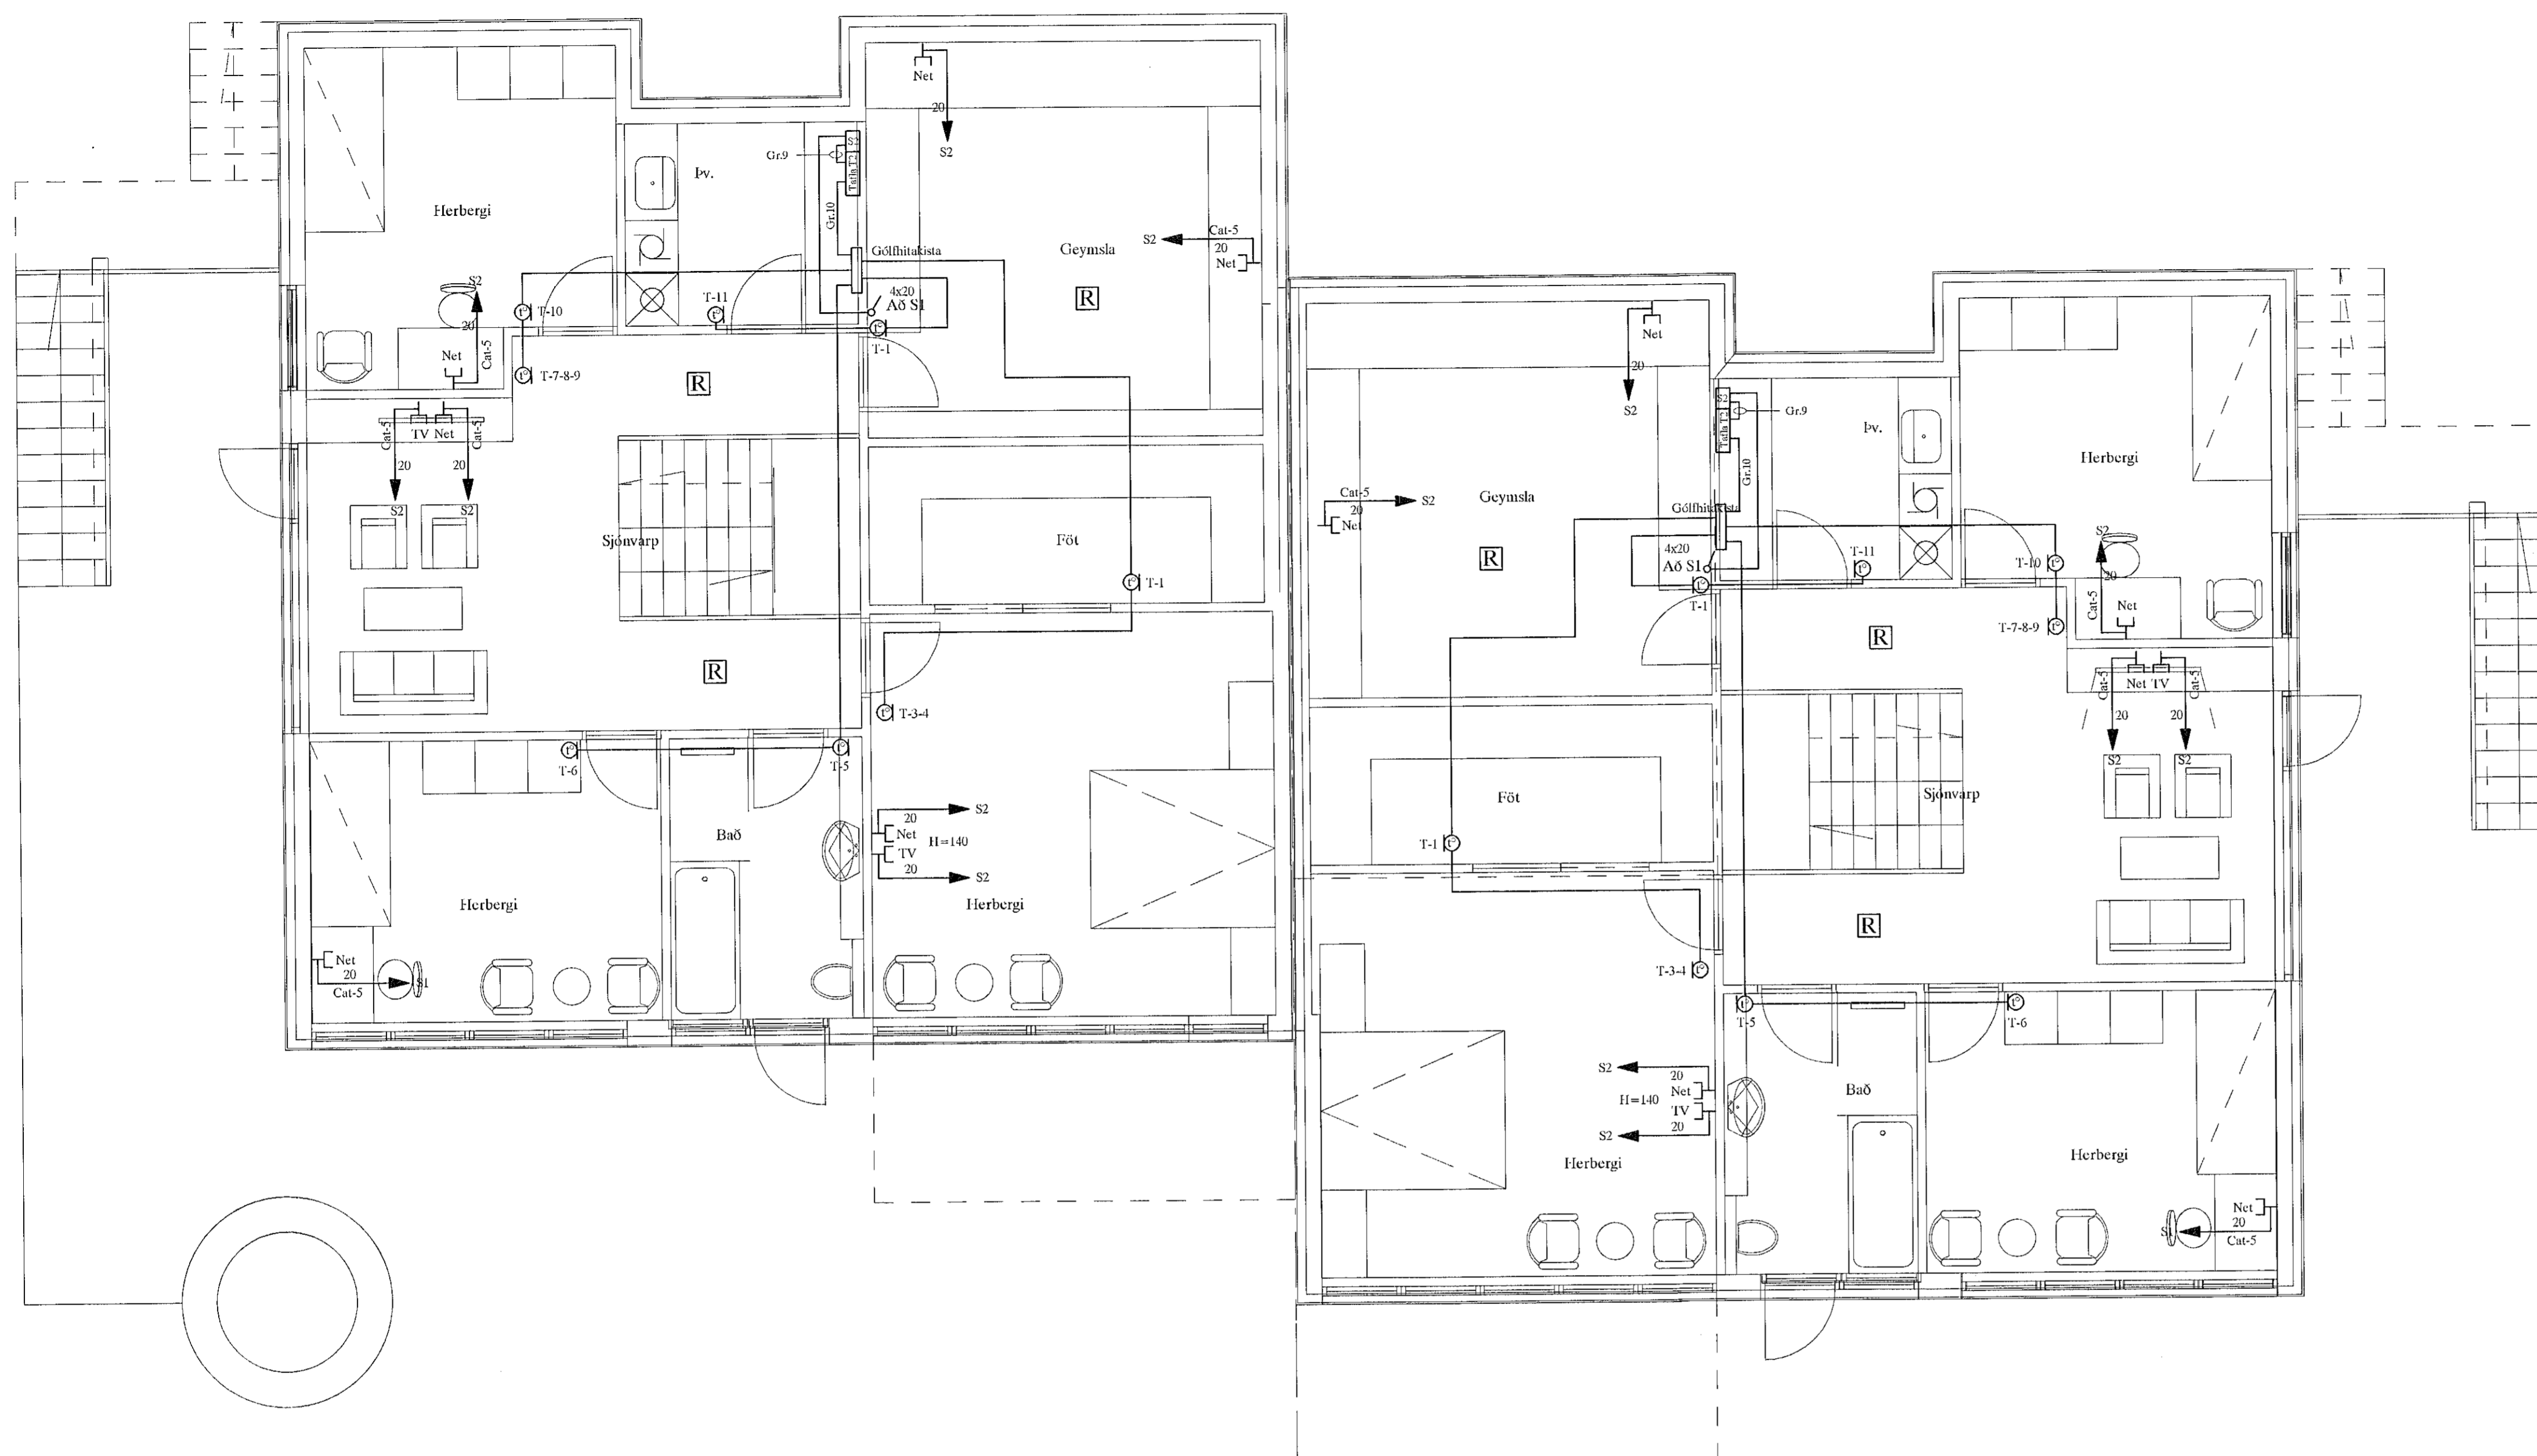 Net
20
S2
Gr.9
S2
Tafla T2
Þv.
Gr.10
Herbergi
Gólfhitakista
Geymsla
Cat-5
S2
20
Net
S2
20
Cat-5
Net
T-10
T-11
4x20
Að S1
T-1
R
T-7-8-9
R
TV Net
Cat-5
Cat-5
20
20
S2
S2
Sjónvarp
Föt
T-1
R
T-3-4
T-6
T-5
Bað
S2
20
Net
H=140
TV
20
S2
Herbergi
Herbergi
Net
20
Cat-5
S1
Net
20
S2
S2
Tafla T2
Gr.9
Þv.
Gr.10
Herbergi
Geymsla
Cat-5
S2
20
Net
Gólfhitakista
R
4x20
Að S1
T-1
T-11
T-10
S2
20
Cat-5
Net
T-7-8-9
R
Net TV
Cat-5
Cat-5
20
20
S2
S2
Föt
Sjónvarp
T-1
R
T-3-4
T-5
T-6
S2
20
Net
H=140
TV
20
S2
Bað
Herbergi
Herbergi
Net
20
S1
Cat-5